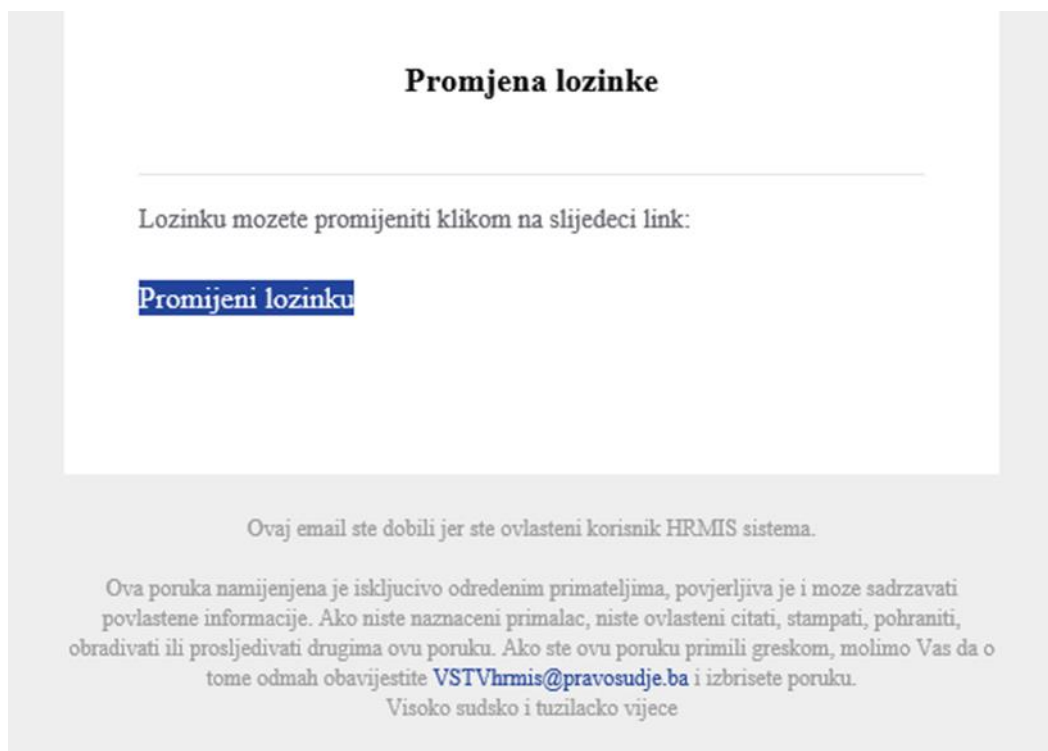 Promjena lozinke
Lozinku mozete promijeniti klikom na slijedeci link:
Promijeni lozinku
Ovaj email ste dobili jer ste ovlasteni korisnik HRMIS sistema.
Ova poruka namijenjena je iskljucivo odredenim primateljima, povjerljiva je i moze sadrzavati
povlastene informacije. Ako niste naznaceni primalac, niste ovlasteni citati, stampati, pohraniti,
obradivati ili prosljedivati drugima ovu poruku. Ako ste ovu poruku primili greskom, molimo Vas da o
tome odmah obavijestite VSTVhrmis@pravosudje.ba i izbrisete poruku.
Visoko sudsko i tuzilacko vijece